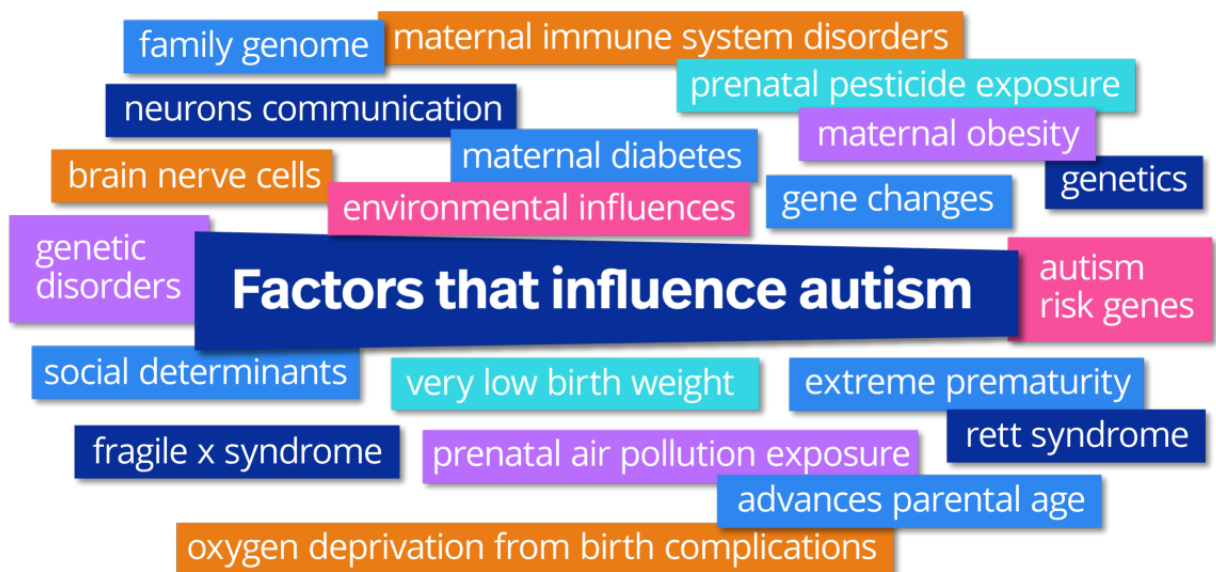 family genome
maternal immune system disorders
prenatal pesticide exposure
neurons communication
maternal obesity
maternal diabetes
brain nerve cells
genetics
environmental influences
gene changes
genetic
disorders
Factors that influence autism
autism
risk genes
social determinants
very low birth weight
extreme prematurity
rett syndrome
fragile x syndrome
prenatal air pollution exposure
advances parental age
oxygen deprivation from birth complications